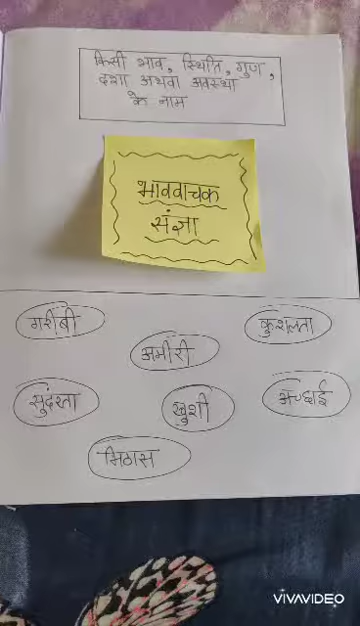 किसी भाव, स्थिति, गुण,
दशा अथवा अवस्था
के नाम
भाववाचक
संज्ञा
गरीबी
कुशलता
अमीरी
सुंदरता
खुशी
अच्छाई
मिठास
VIVAVIDEO